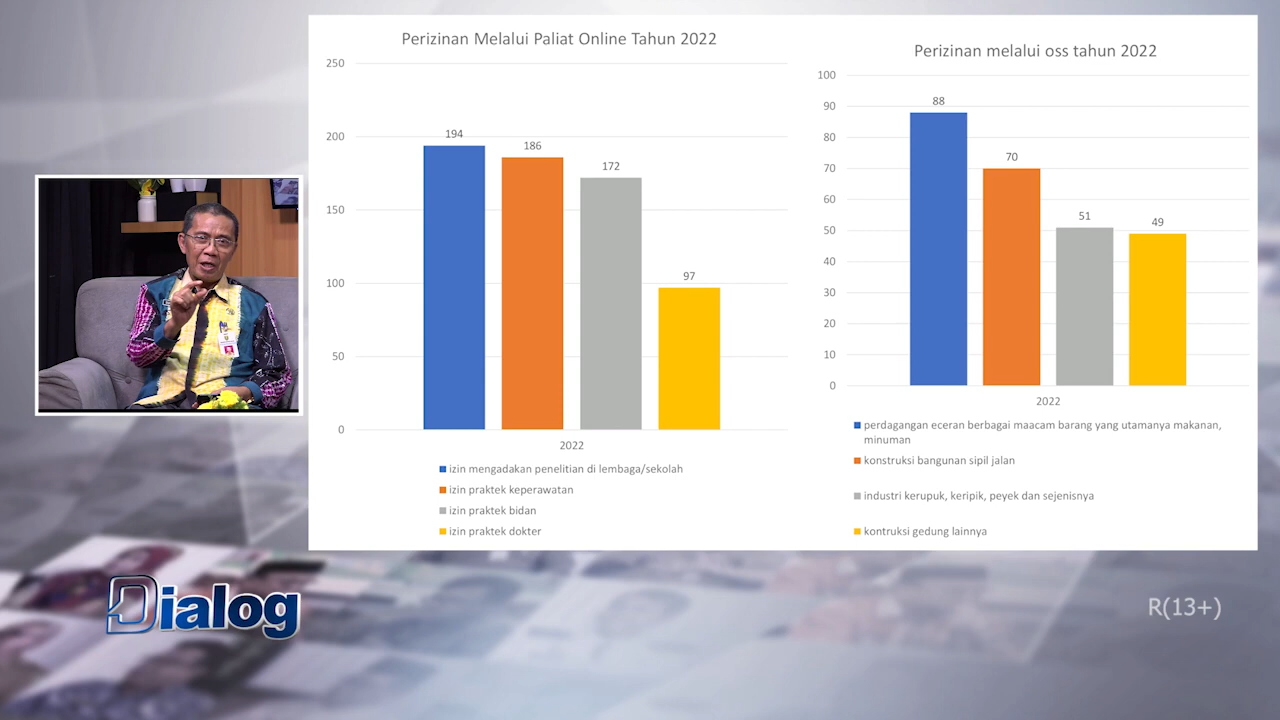 Perizinan Melalui Paliat Online Tahun 2022
250
200
150
100
50
0
194
186
172
97
2022
izin mengadakan penelitian di lembaga/sekolah
izin praktek keperawatan
izin praktek bidan
izin praktek dokter
Perizinan melalui oss tahun 2022
100
90
80
70
60
50
40
30
20
10
0
88
70
51
49
2022
perdagangan eceran berbagai maacam barang yang utamanya makanan,
minuman
konstruksi bangunan sipil jalan
industri kerupuk, keripik, peyek dan sejenisnya
kontruksi gedung lainnya
Dialog
R(13+)